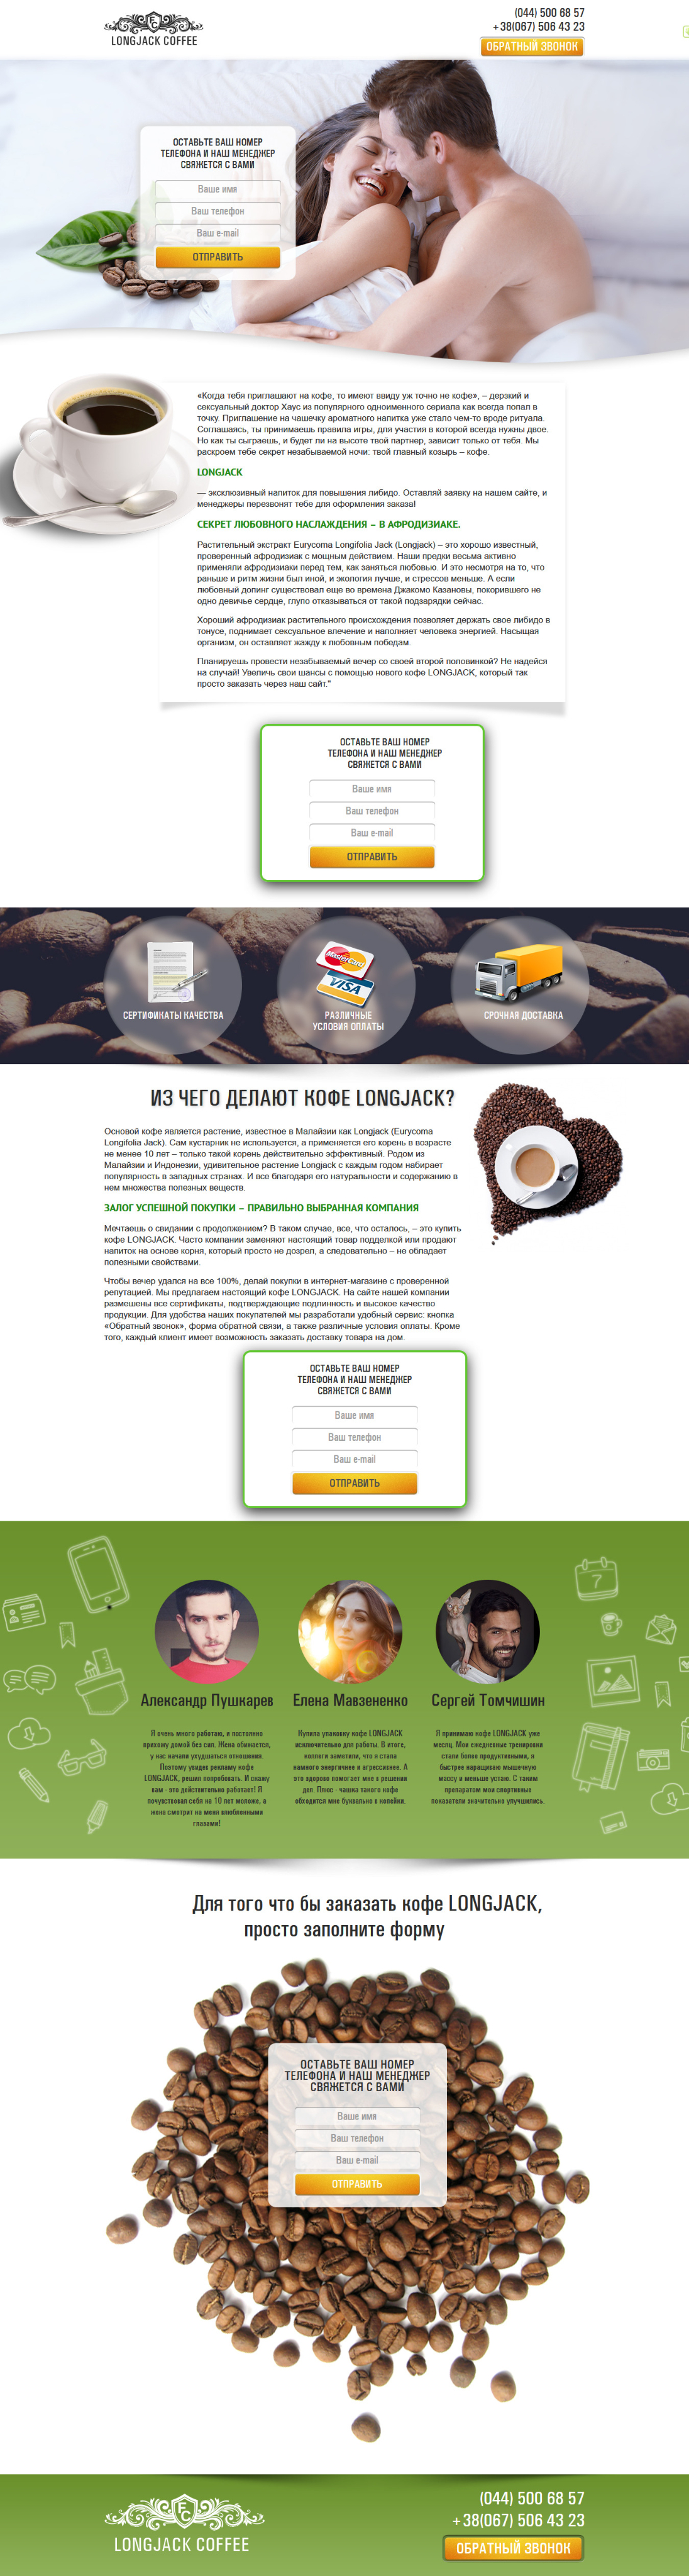 LONGJACK COFFEE
(044) 500 68 57
+38(067) 506 43 23
ОБРАТНЫЙ ЗВОНОК
ОСТАВЬТЕ ВАШ НОМЕР
ТЕЛЕФОНА И НАШ МЕНЕДЖЕР
СВЯЖЕТСЯ С ВАМИ
Ваше имя
Ваш телефон
Ваш e-mail
ОТПРАВИТЬ
«Когда тебя приглашают на кофе, то имеют ввиду уж точно не кофе», – дерзкий и
сексуальный доктор Хаус из популярного одноименного сериала как всегда попал в
точку. Приглашение на чашечку ароматного напитка уже стало чем-то вроде ритуала.
Соглашаясь, ты принимаешь правила игры, для участия в которой всегда нужны двое.
Но как ты сыграешь, и будет ли на высоте твой партнер, зависит только от тебя. Мы
раскроем тебе секрет незабываемой ночи: твой главный козырь – кофе.
LONGJACK
— эксклюзивный напиток для повышения либидо. Оставляй заявку на нашем сайте, и
менеджеры перезвонят тебе для оформления заказа!
СЕКРЕТ ЛЮБОВНОГО НАСЛАЖДЕНИЯ – В АФРОДИЗИАКЕ.
Растительный экстракт Eurycoma Longifolia Jack (Longjack) – это хорошо известный,
проверенный афродизиак с мощным действием. Наши предки весьма активно
применяли афродизиаки перед тем, как заняться любовью. И это несмотря на то, что
раньше и ритм жизни был иной, и экология лучше, и стрессов меньше. А если
любовный допинг существовал еще во времена Джакомо Казановы, покорившего не
одно девичье сердце, глупо отказываться от такой подзарядки сейчас.
Хороший афродизиак растительного происхождения позволяет держать свое либидо в
тонусе, поднимает сексуальное влечение и наполняет человека энергией. Насыщая
организм, он оставляет жажду к любовным победам.
Планируешь провести незабываемый вечер со своей второй половинкой? Не надейся
на случай! Увеличь свои шансы с помощью нового кофе LONGJACK, который так
просто заказать через наш сайт."
ОСТАВЬТЕ ВАШ НОМЕР
ТЕЛЕФОНА И НАШ МЕНЕДЖЕР
СВЯЖЕТСЯ С ВАМИ
Ваше имя
Ваш телефон
Ваш e-mail
ОТПРАВИТЬ
MasterCard
VISA
СЕРТИФИКАТЫ КАЧЕСТВА
РАЗЛИЧНЫЕ
УСЛОВИЯ ОПЛАТЫ
СРОЧНАЯ ДОСТАВКА
ИЗ ЧЕГО ДЕЛАЮТ КОФЕ LONGJACK?
Основой кофе является растение, известное в Малайзии как Longjack (Eurycoma
Longifolia Jack). Сам кустарник не используется, а применяется его корень в возрасте
не менее 10 лет – только такой корень действительно эффективный. Родом из
Малайзии и Индонезии, удивительное растение Longjack с каждым годом набирает
популярность в западных странах. И все благодаря его натуральности и содержанию в
нем множества полезных веществ.
ЗАЛОГ УСПЕШНОЙ ПОКУПКИ – ПРАВИЛЬНО ВЫБРАННАЯ КОМПАНИЯ
Мечтаешь о свидании с продолжением? В таком случае, все, что осталось, – это купить
кофе LONGJACK. Часто компании заменяют настоящий товар подделкой или продают
напиток на основе корня, который просто не дозрел, а следовательно – не обладает
полезными свойствами.
Чтобы вечер удался на все 100%, делай покупки в интернет-магазине с проверенной
репутацией. Мы предлагаем настоящий кофе LONGJACK. На сайте нашей компании
размешены все сертификаты, подтверждающие подлинность и высокое качество
продукции. Для удобства наших покупателей мы разработали удобный сервис: кнопка
«Обратный звонок», форма обратной связи, а также различные условия оплаты. Кроме
того, каждый клиент имеет возможность заказать доставку товара на дом.
ОСТАВЬТЕ ВАШ НОМЕР
ТЕЛЕФОНА И НАШ МЕНЕДЖЕР
СВЯЖЕТСЯ С ВАМИ
Ваше имя
Ваш телефон
Ваш e-mail
ОТПРАВИТЬ
7
Александр Пушкарев
Я очень много работаю, и постоянно
прихожу домой без сил. Жена обижается,
у нас начали ухудшаться отношения.
Поэтому увидев рекламу кофе
LONGJACK, решил попробовать. И скажу
вам - это действительно работает! Я
почувствовал себя на 10 лет моложе, а
жена смотрит на меня влюбленными
глазами!
Елена Мавзененко
Купила упаковку кофе LONGJACK
исключительно для работы. В итоге,
коллеги заметили, что я стала
намного энергичнее и агрессивнее. А
это здорово помогает мне в решении
дел. Плюс - чашка такого кофе
обходится мне буквально в копейки.
Сергей Томчишин
Я принимаю кофе LONGJACK уже
месяц. Мои ежедневные тренировки
стали более продуктивными, я
быстрее наращиваю мышечную
массу и меньше устаю. С таким
препаратом мои спортивные
показатели значительно улучшились.
Для того что бы заказать кофе LONGJACK,
просто заполните форму
ОСТАВЬТЕ ВАШ НОМЕР
ТЕЛЕФОНА И НАШ МЕНЕДЖЕР
СВЯЖЕТСЯ С ВАМИ
Ваше имя
Ваш телефон
Ваш e-mail
ОТПРАВИТЬ
LONGJACK COFFEE
(044) 500 68 57
+38(067) 506 43 23
ОБРАТНЫЙ ЗВОНОК